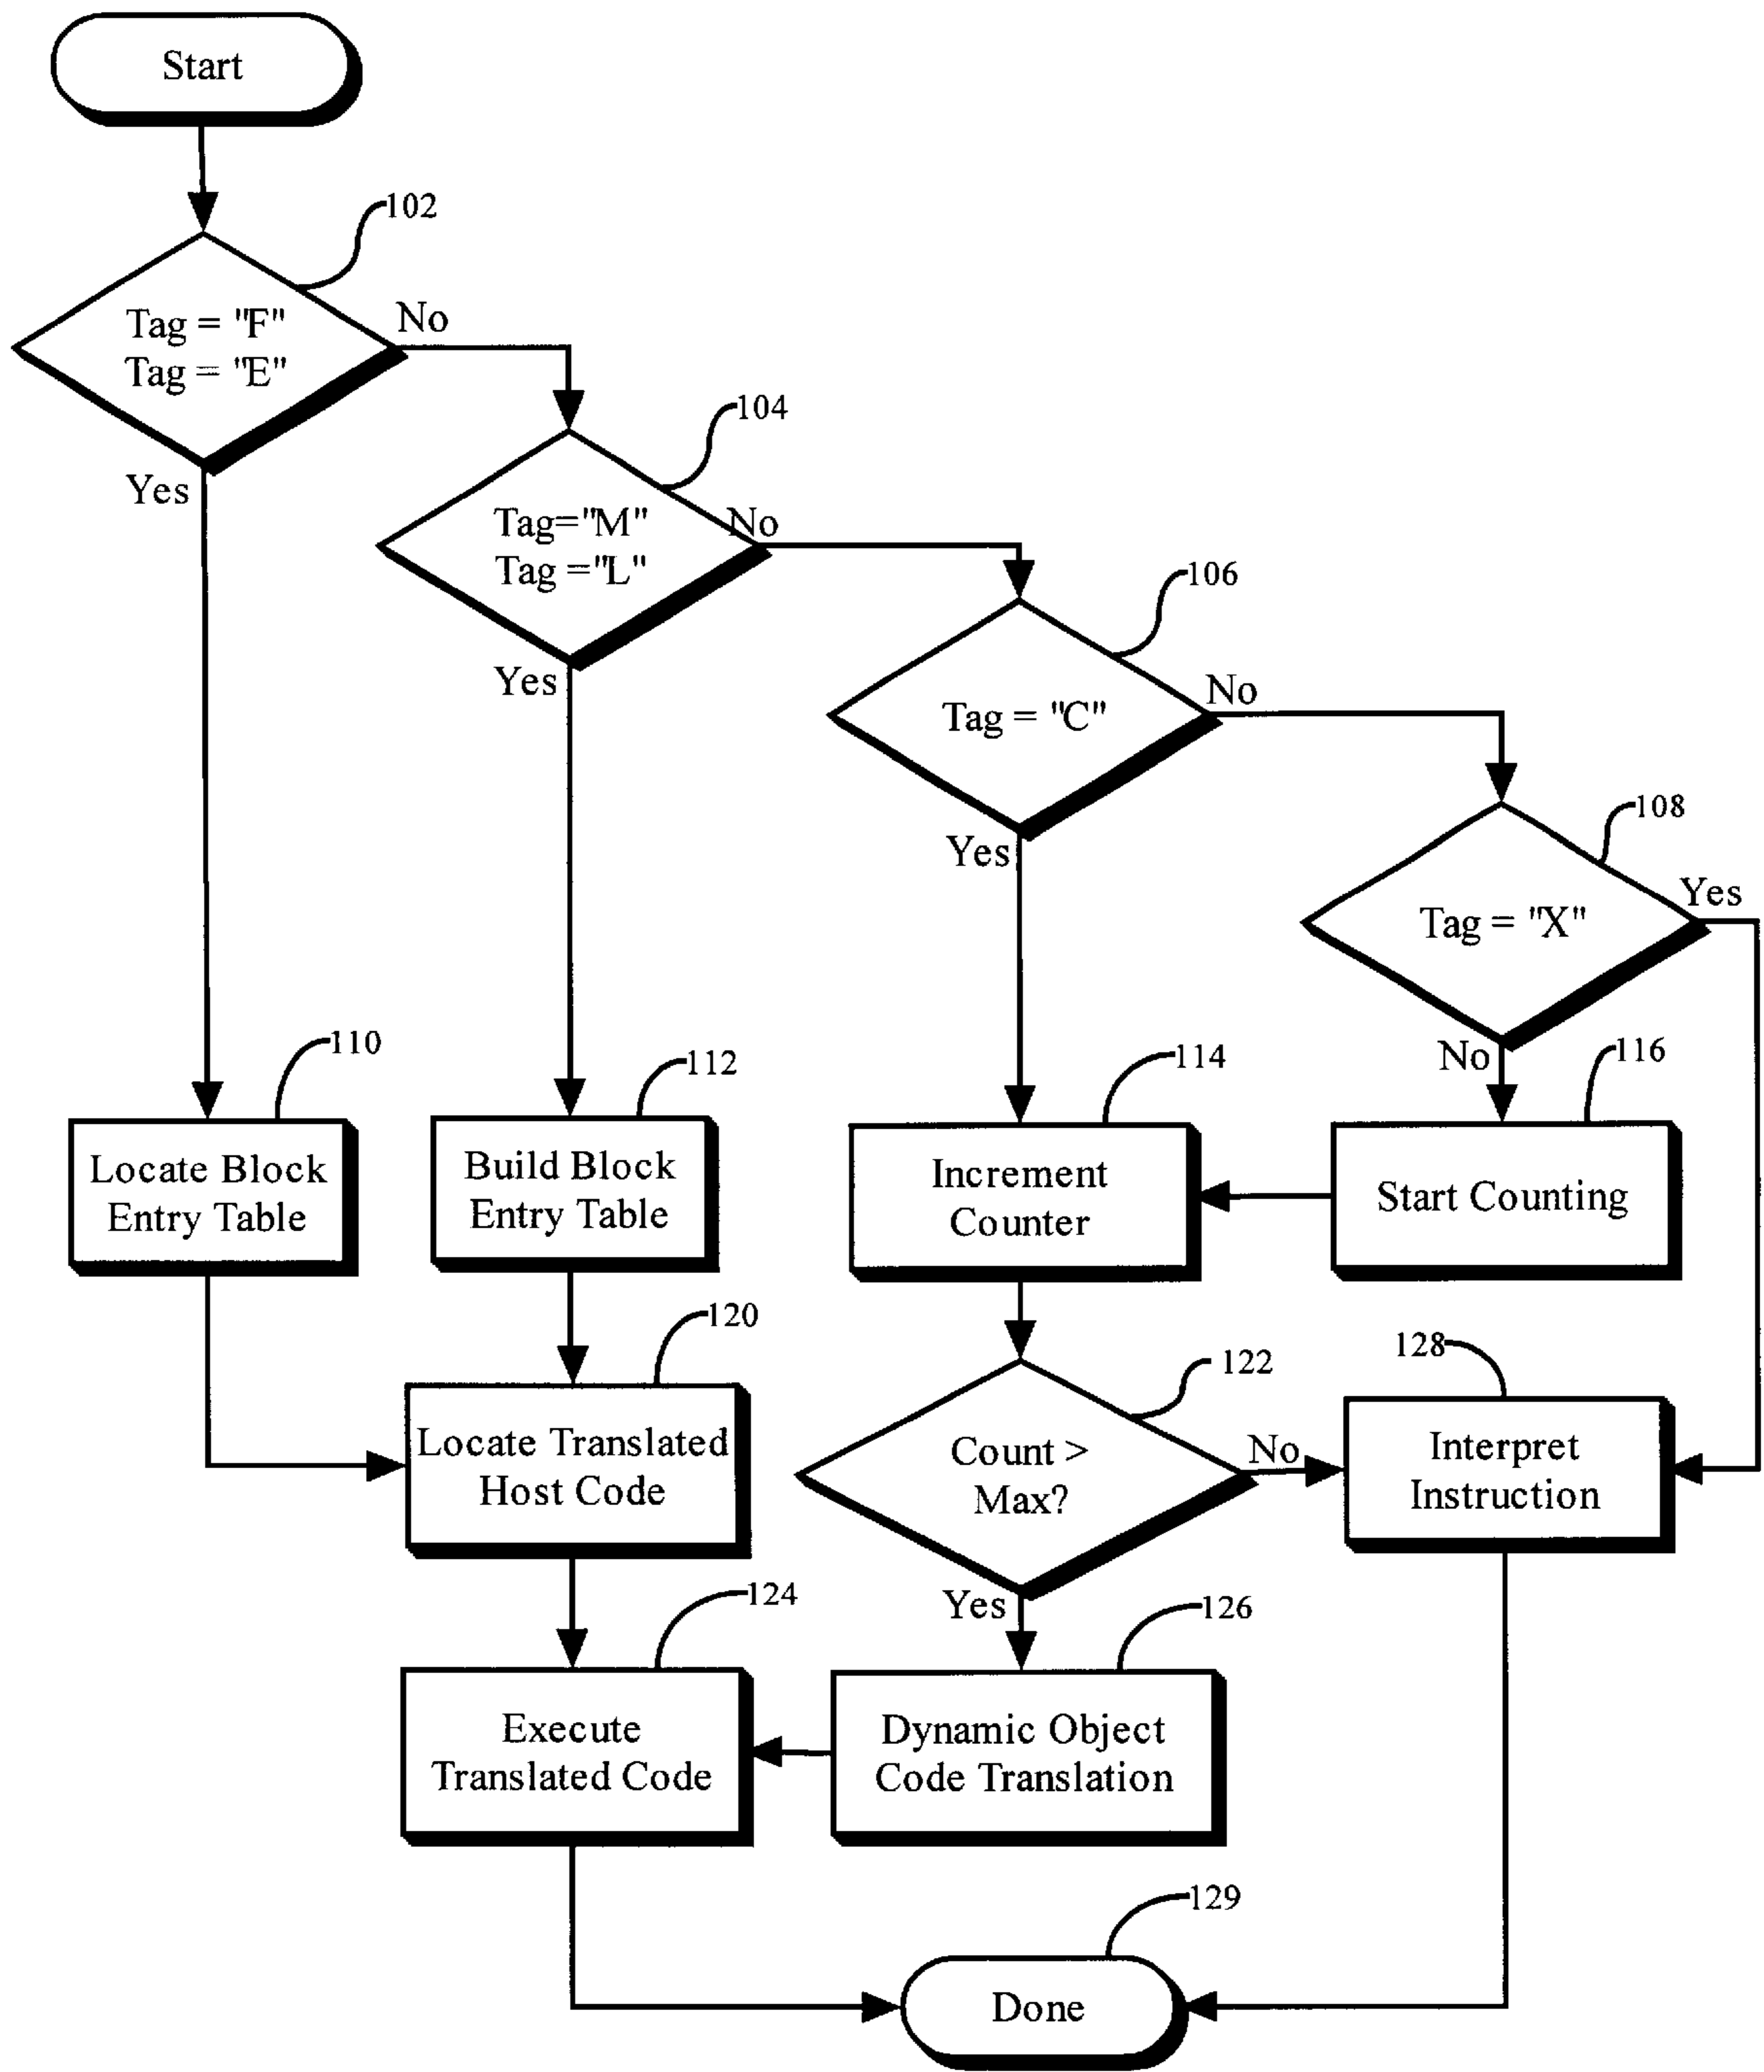 Start
102
Tag = "F"
Tag = "E"
No
Yes
104
Tag="M"
Tag ="L"
No
Yes
106
Tag = "C"
No
Yes
108
Tag = "X"
Yes
No
110
Locate Block
Entry Table
112
Build Block
Entry Table
114
Increment
Counter
116
Start Counting
120
Locate Translated
Host Code
122
Count >
Max?
No
Yes
128
Interpret
Instruction
124
Execute
Translated Code
126
Dynamic Object
Code Translation
129
Done